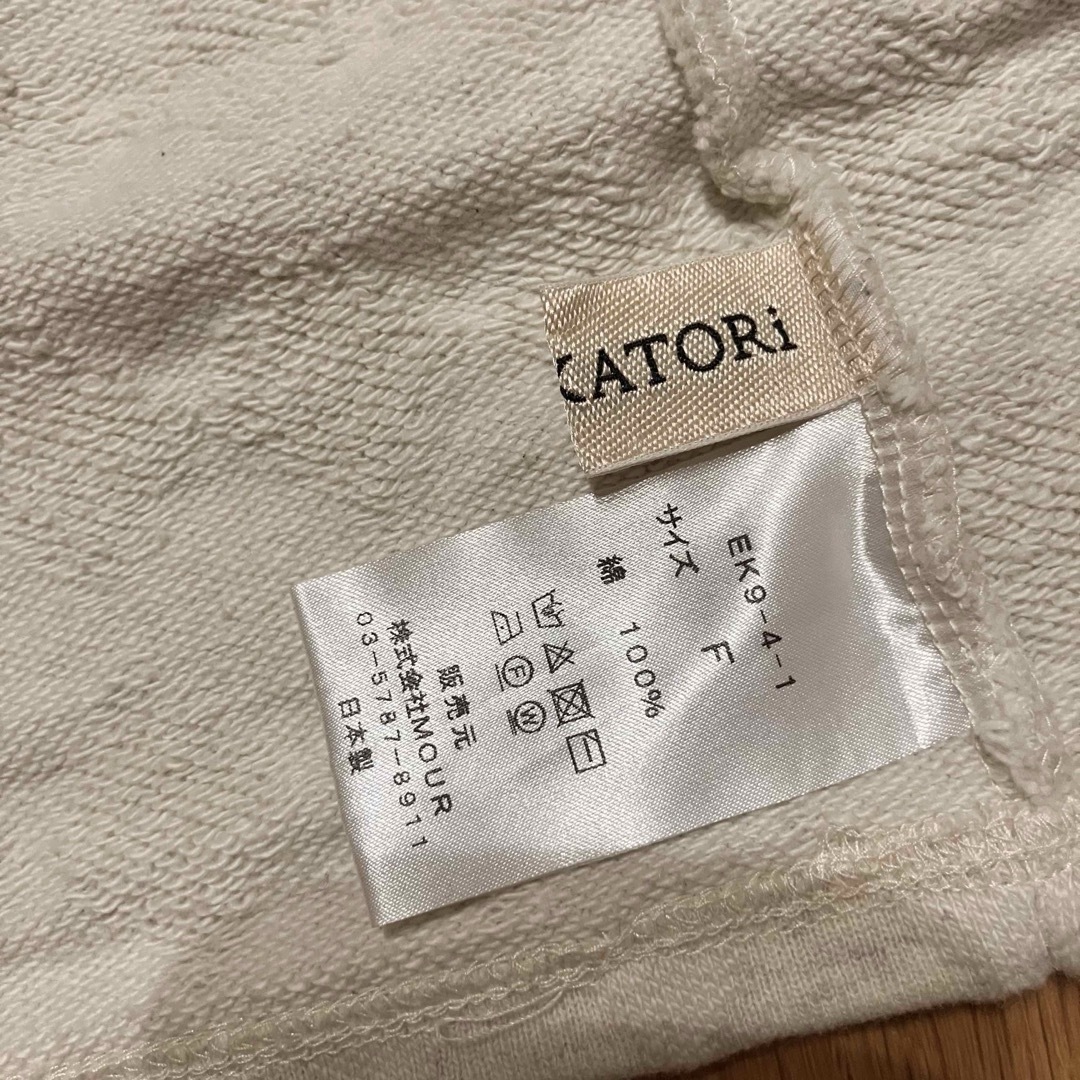 KATORi
EK9-4-1
サイズ F
綿 100%
F W
販売元
株式会社MOUR
03-5787-8911
日本製